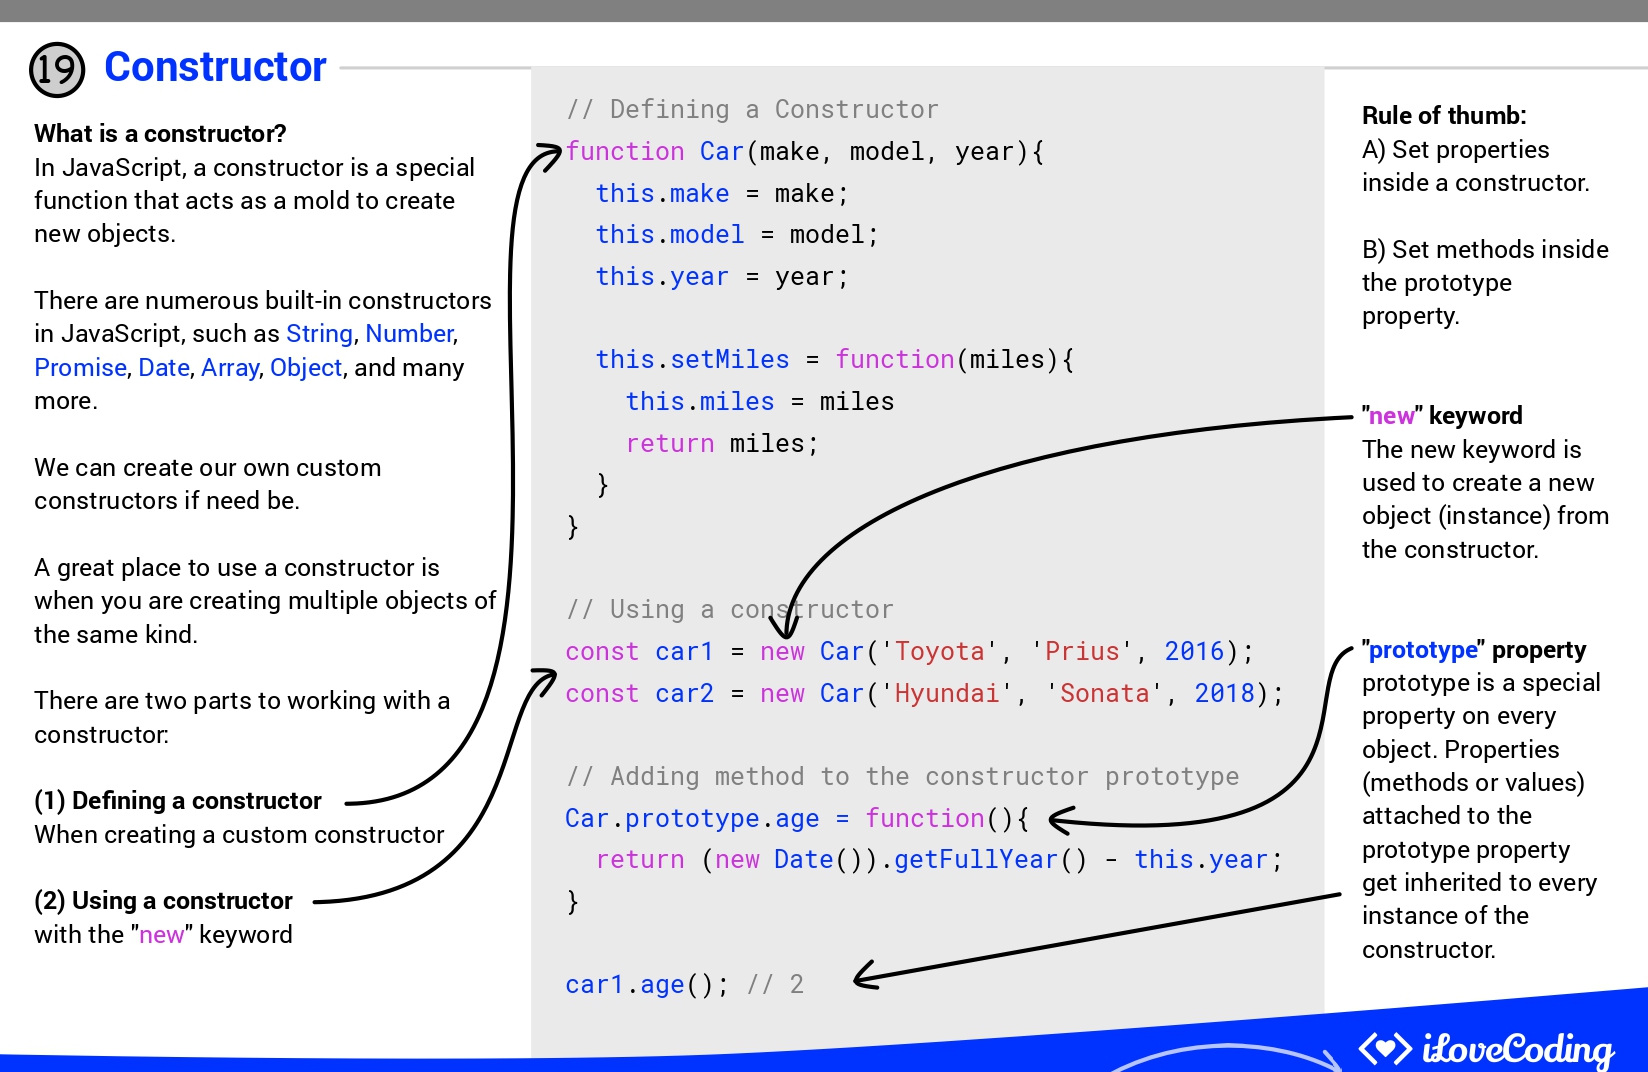 19 Constructor
What is a constructor?
In JavaScript, a constructor is a special
function that acts as a mold to create
new objects.
There are numerous built-in constructors
in JavaScript, such as String, Number,
Promise, Date, Array, Object, and many
more.
We can create our own custom
constructors if need be.
A great place to use a constructor is
when you are creating multiple objects of
the same kind.
There are two parts to working with a
constructor:
(1) Defining a constructor
When creating a custom constructor
(2) Using a constructor
with the "new" keyword
// Defining a Constructor
function Car(make, model, year){
  this.make = make;
  this.model = model;
  this.year = year;
  this.setMiles = function(miles){
    this.miles = miles
    return miles;
  }
}
// Using a constructor
const car1 = new Car('Toyota', 'Prius', 2016);
const car2 = new Car('Hyundai', 'Sonata', 2018);
// Adding method to the constructor prototype
Car.prototype.age = function(){
  return (new Date()).getFullYear() - this.year;
}
car1.age(); // 2
Rule of thumb:
A) Set properties
inside a constructor.
B) Set methods inside
the prototype
property.
"new" keyword
The new keyword is
used to create a new
object (instance) from
the constructor.
"prototype" property
prototype is a special
property on every
object. Properties
(methods or values)
attached to the
prototype property
get inherited to every
instance of the
constructor.
iLoveCoding